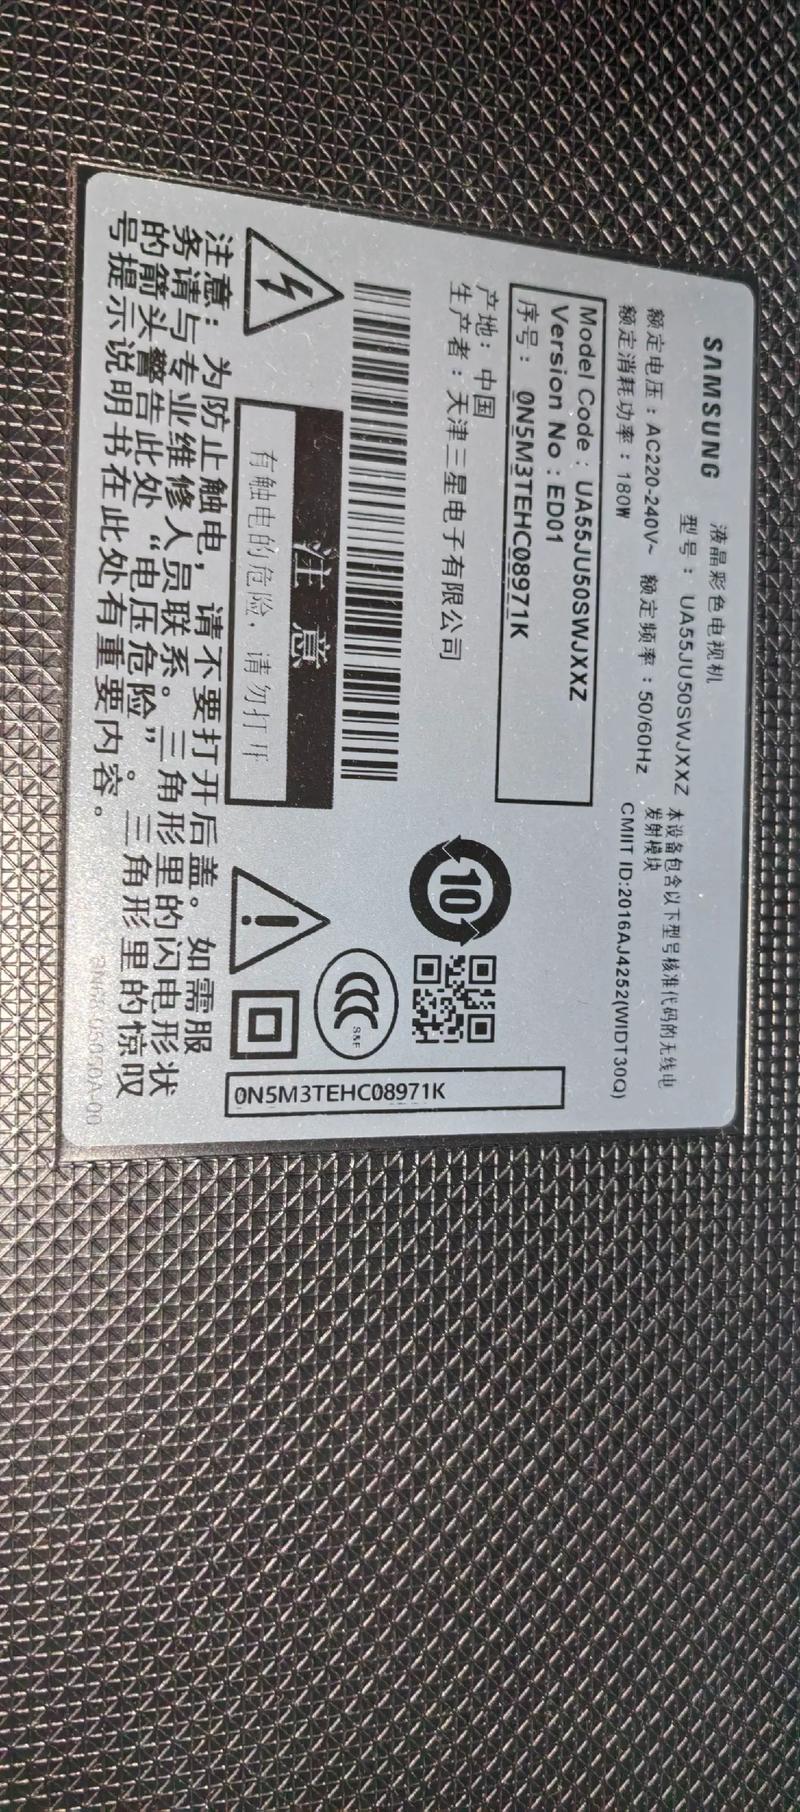 SAMSUNG 液晶彩色电视机
型号：UA55JU50SWJXXZ
额定电压：AC220-240V~ 额定频率：50/60Hz
额定消耗功率：180W
本设备包含以下型号核准代码的无线电
发射模块
CMIIT ID:2016AJ4252(WIDT30Q)
Model Code : UA55JU50SWJXXZ
Version No : ED01
序号： 0N5M3TEHC08971K
产地：中国
生产者：天津三星电子有限公司
10
注意
有触电的危险，请勿打开
S&E
0N5M3TEHC08971K
注意：为防止触电，请不要打开后盖。如需服
务请与专业维修人员联系。三角形里的闪电形状
的箭头警告此处“电压危险”。三角形里的惊叹
号提示说明书在此处有重要内容。